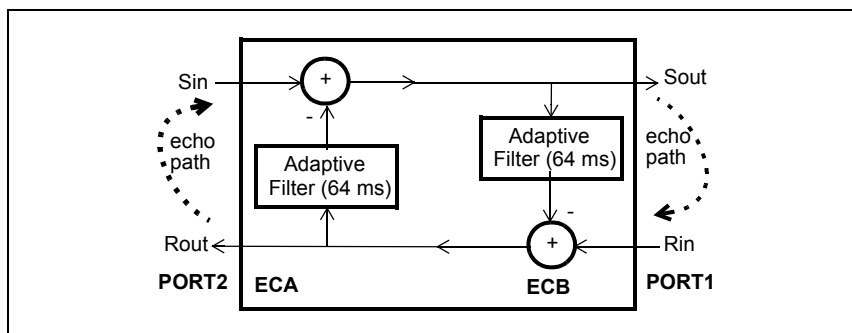 Sin
+
Sout
-
echo
path
Adaptive
Filter (64 ms)
Adaptive
Filter (64 ms)
echo
path
-
Rout
+
Rin
PORT2
ECA
ECB
PORT1